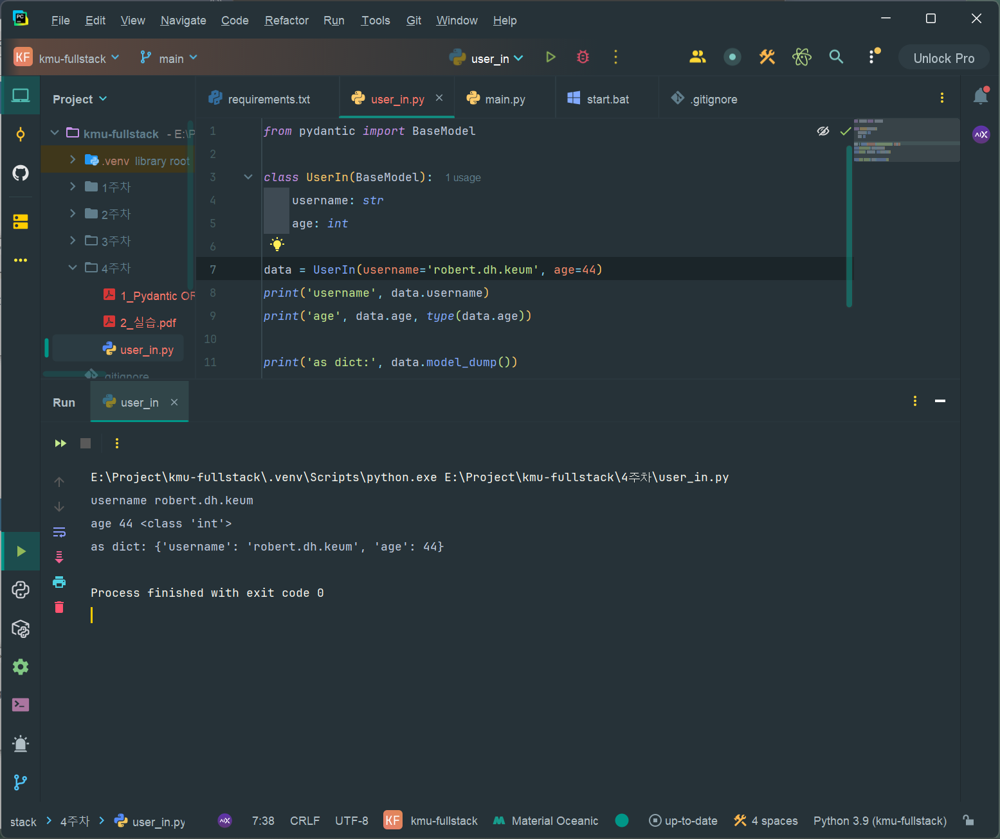 File Edit View Navigate Code Refactor Run Tools Git Window Help
KF kmu-fullstack main user_in Unlock Pro
Project requirements.txt user_in.py main.py start.bat .gitignore
kmu-fullstack - E:\P
.venv library root
1주차
2주차
3주차
4주차
1_Pydantic OR
2_실습.pdf
user_in.py
.gitignore
1 from pydantic import BaseModel
2
3 class UserIn(BaseModel): 1 usage
4 username: str
5 age: int
6
7 data = UserIn(username='robert.dh.keum', age=44)
8 print('username', data.username)
9 print('age', data.age, type(data.age))
10
11 print('as dict:', data.model_dump())
Run user_in
E:\Project\kmu-fullstack\.venv\Scripts\python.exe E:\Project\kmu-fullstack\4주차\user_in.py
username robert.dh.keum
age 44 <class 'int'>
as dict: {'username': 'robert.dh.keum', 'age': 44}
Process finished with exit code 0
stack 4주차 user_in.py 7:38 CRLF UTF-8 KF kmu-fullstack Material Oceanic up-to-date 4 spaces Python 3.9 (kmu-fullstack)